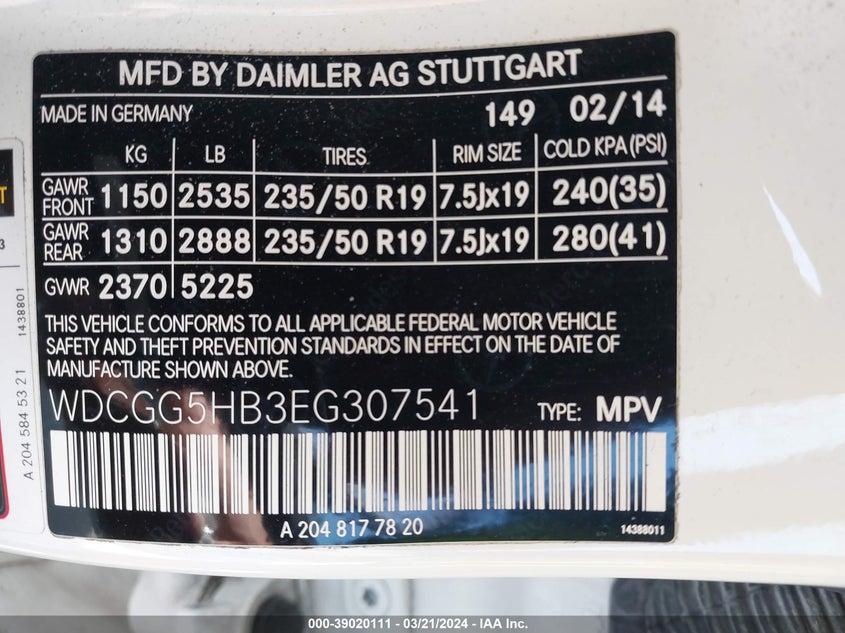 MFD BY DAIMLER AG STUTTGART
MADE IN GERMANY 149 02/14
KG LB TIRES RIM SIZE COLD KPA (PSI)
GAWR FRONT 1150 2535 235/50 R19 7.5Jx19 240(35)
GAWR REAR 1310 2888 235/50 R19 7.5Jx19 280(41)
GVWR 2370 5225
THIS VEHICLE CONFORMS TO ALL APPLICABLE FEDERAL MOTOR VEHICLE
SAFETY AND THEFT PREVENTION STANDARDS IN EFFECT ON THE DATE OF
MANUFACTURE SHOWN ABOVE.
WDCGG5HB3EG307541 TYPE: MPV
A 204 817 78 20
14388011
A 204 584 53 21
1438801
000-39020111 - 03/21/2024 - IAA Inc.